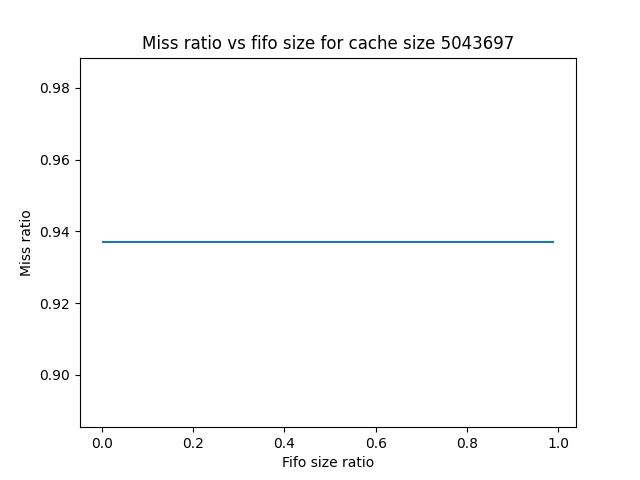 Miss ratio vs fifo size for cache size 5043697
0.98
0.96
0.94
0.92
0.90
Miss ratio
0.0 0.2 0.4 0.6 0.8 1.0
Fifo size ratio